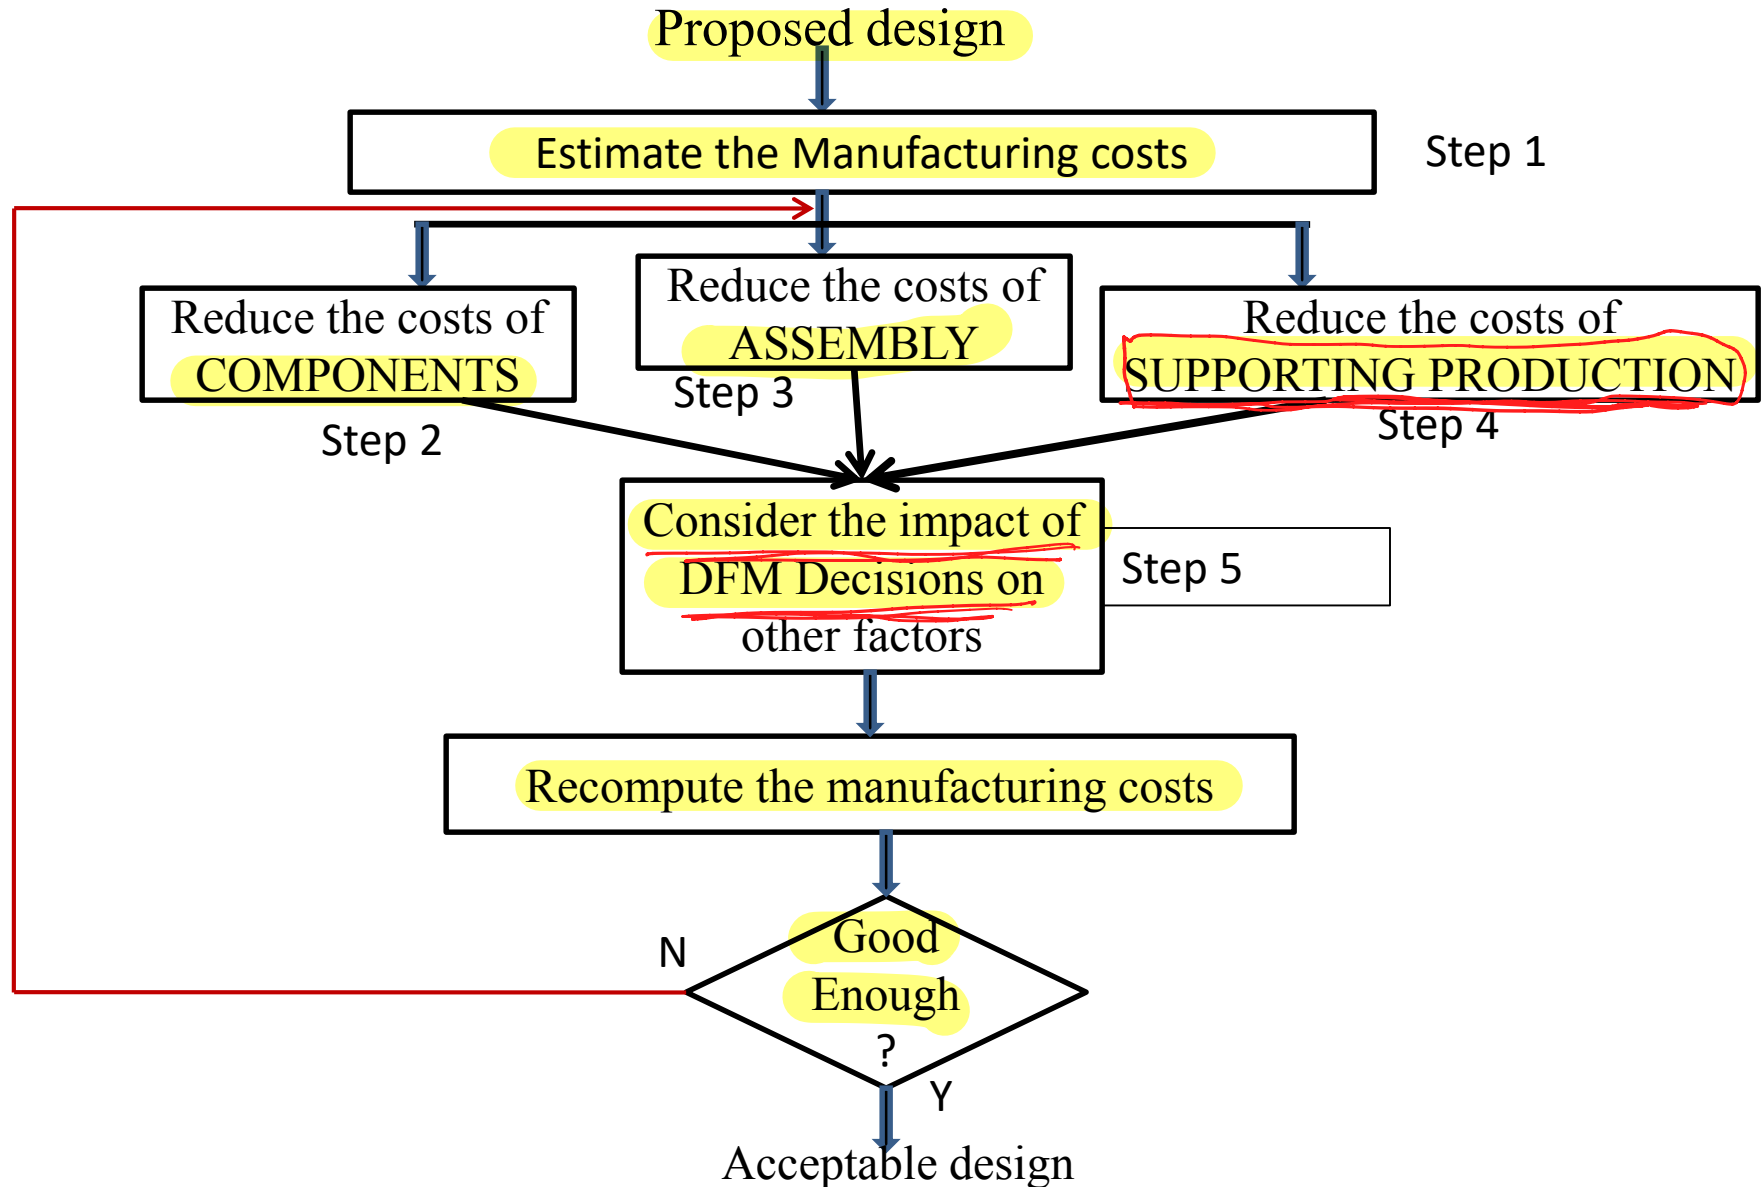 Proposed design
Estimate the Manufacturing costs
Step 1
Reduce the costs of
COMPONENTS
Step 2
Reduce the costs of
ASSEMBLY
Step 3
Reduce the costs of
SUPPORTING PRODUCTION
Step 4
Consider the impact of
DFM Decisions on
other factors
Step 5
Recompute the manufacturing costs
Good
Enough
?
N
Y
Acceptable design